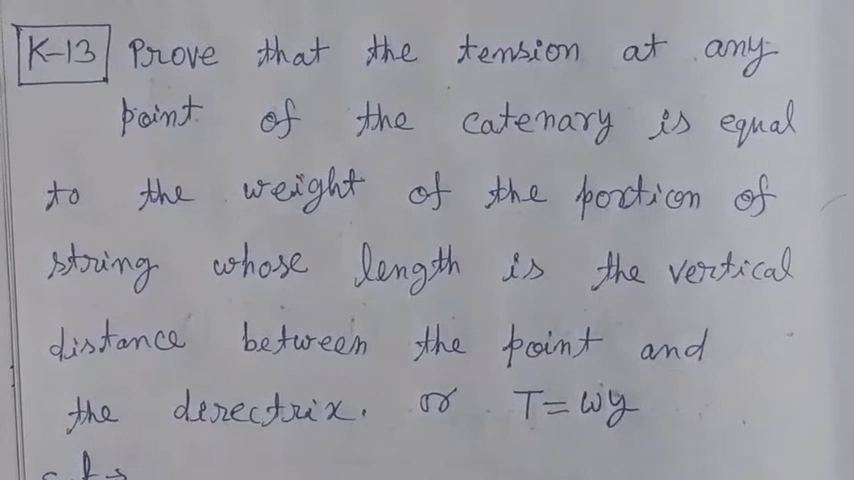 K-13 Prove that the tension at any
point of the catenary is equal
to the weight of the portion of
string whose length is the vertical
distance between the point and
the derectrix. or T=wy